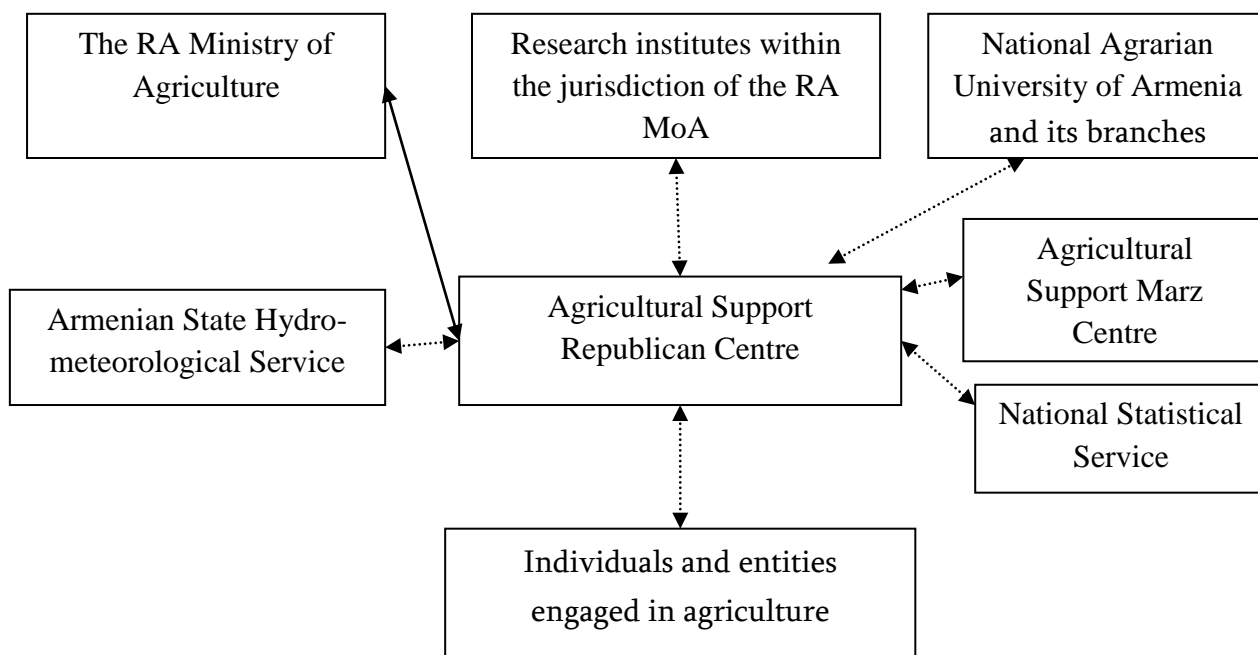 The RA Ministry of
Agriculture
Research institutes within
the jurisdiction of the RA
MoA
National Agrarian
University of Armenia
and its branches
Agricultural
Support Marz
Centre
Armenian State Hydro-
meteorological Service
Agricultural Support
Republican Centre
National Statistical
Service
Individuals and entities
engaged in agriculture